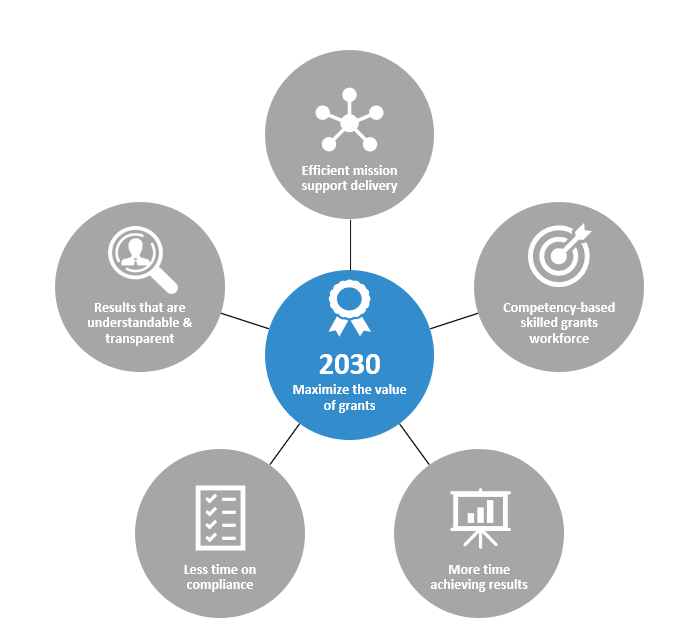 Efficient mission
support delivery
Results that are
understandable &
transparent
Competency-based
skilled grants
workforce
2030
Maximize the value
of grants
Less time on
compliance
More time
achieving results